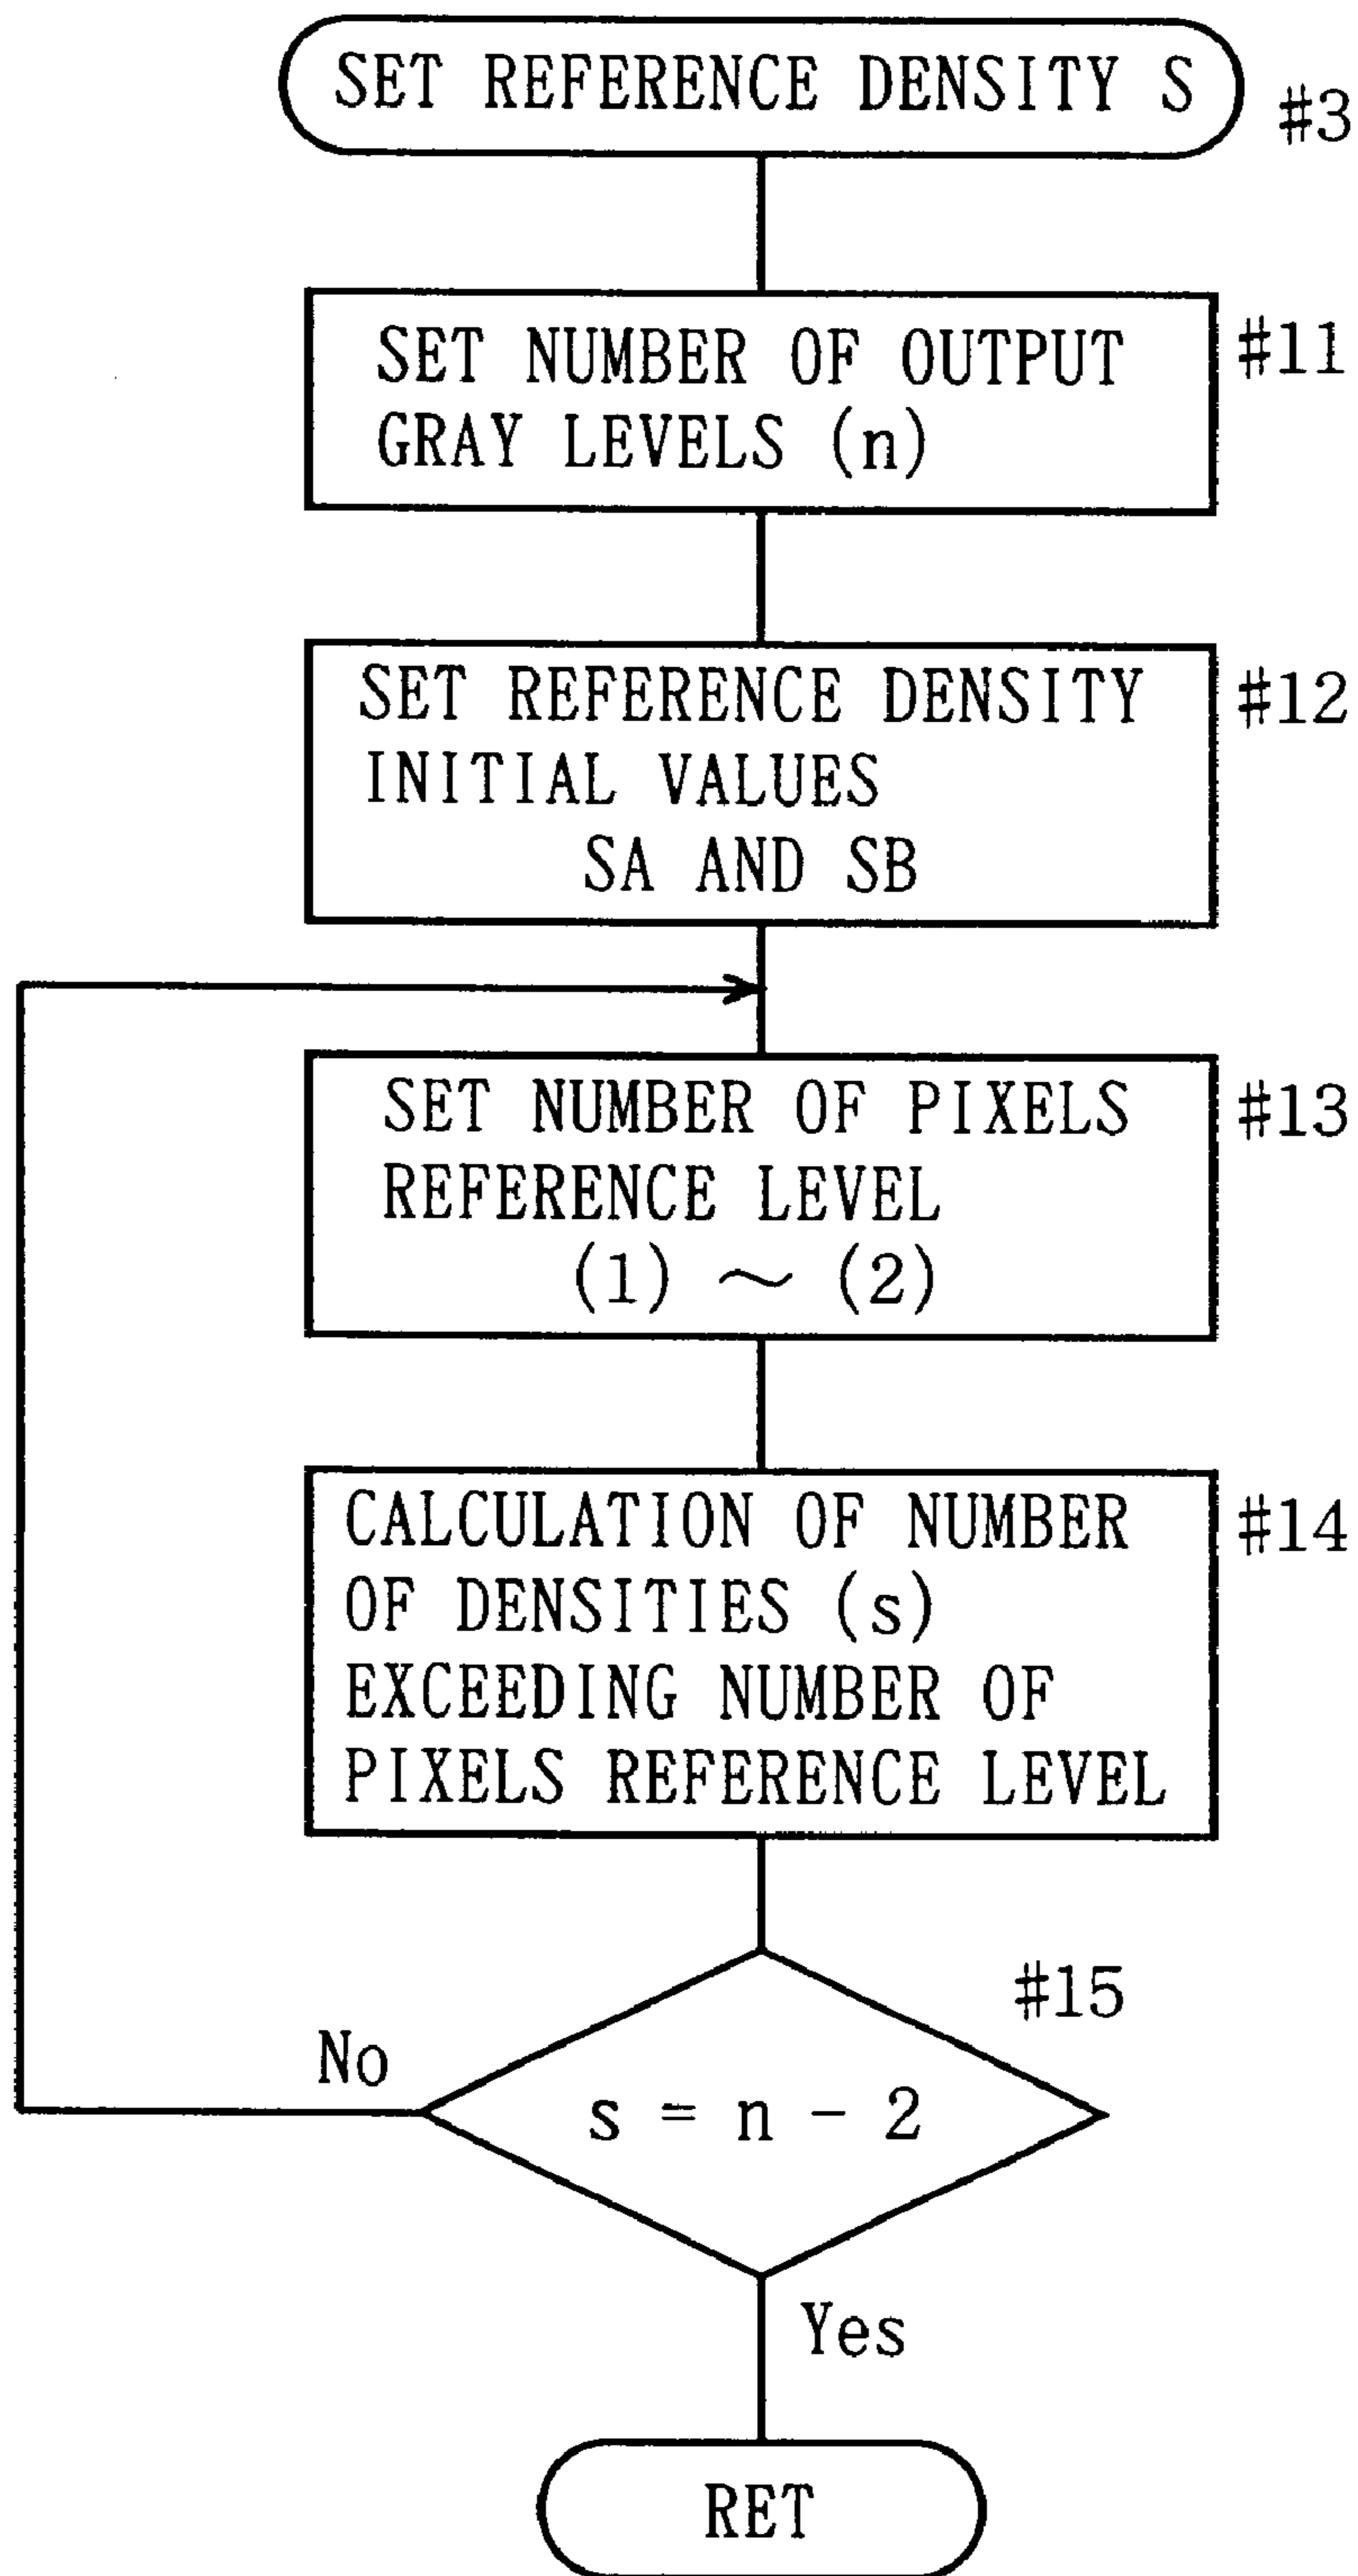 SET REFERENCE DENSITY S
#3
SET NUMBER OF OUTPUT
GRAY LEVELS (n)
#11
SET REFERENCE DENSITY
INITIAL VALUES
SA AND SB
#12
SET NUMBER OF PIXELS
REFERENCE LEVEL
(1) ～ (2)
#13
CALCULATION OF NUMBER
OF DENSITIES (s)
EXCEEDING NUMBER OF
PIXELS REFERENCE LEVEL
#14
#15
No
s = n - 2
Yes
RET